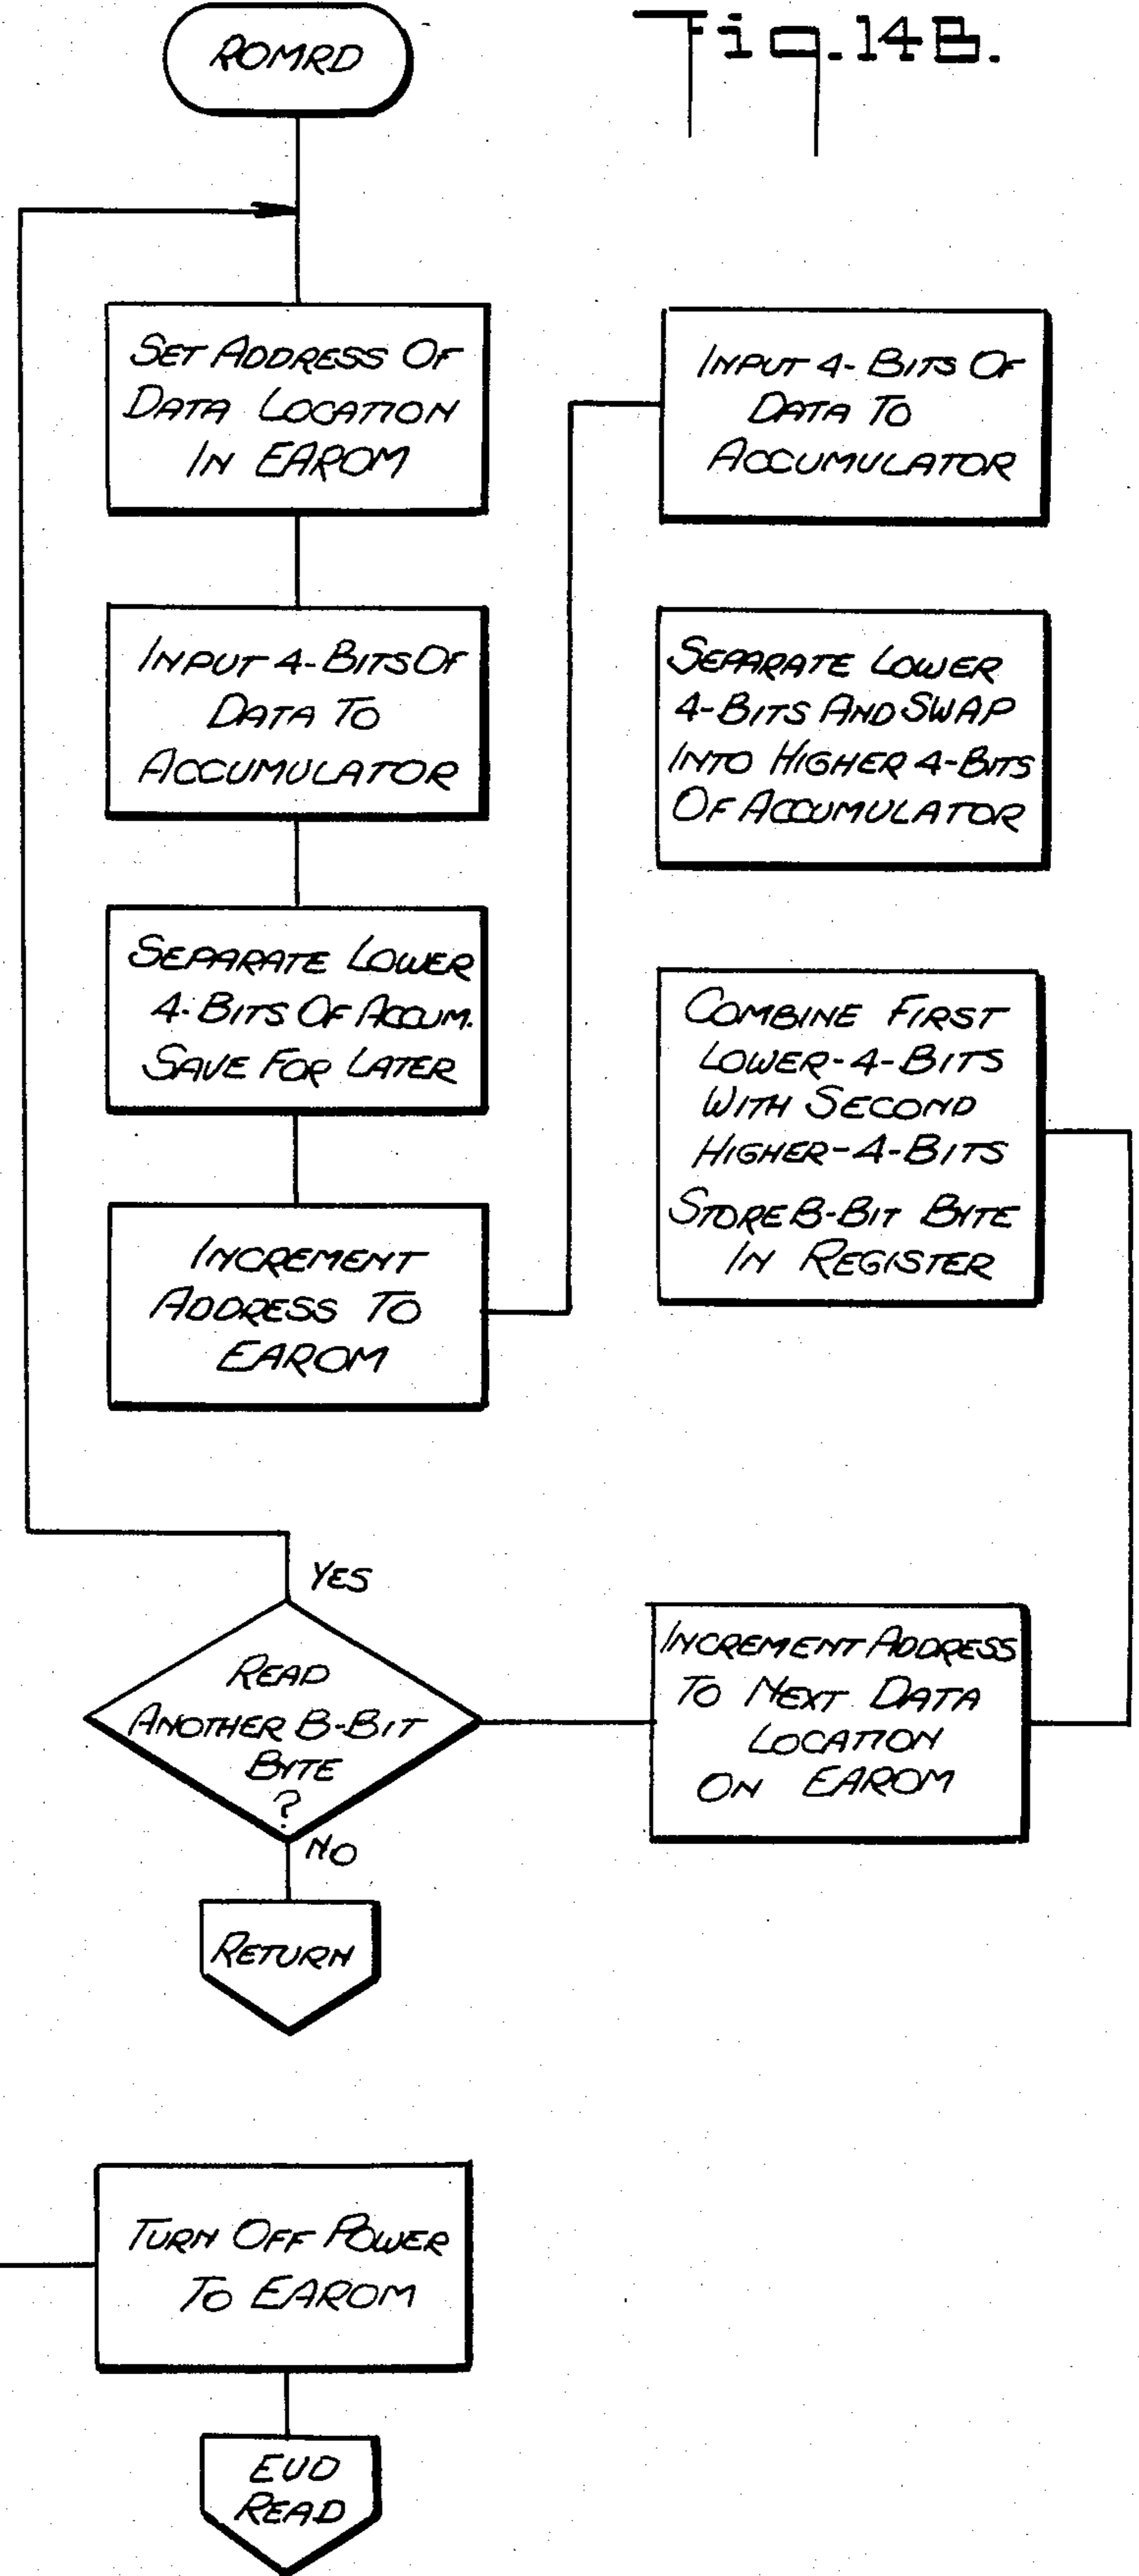 Fig. 14B.
ROMRD
SET ADDRESS OF
DATA LOCATION
IN EAROM
INPUT 4-BITS OF
DATA TO
ACCUMULATOR
SEPARATE LOWER
4-BITS OF ACCUM.
SAVE FOR LATER
INCREMENT
ADDRESS TO
EAROM
INPUT 4-BITS OF
DATA TO
ACCUMULATOR
SEPARATE LOWER
4-BITS AND SWAP
INTO HIGHER 4-BITS
OF ACCUMULATOR
COMBINE FIRST
LOWER-4-BITS
WITH SECOND
HIGHER-4-BITS
STORE 8-BIT BYTE
IN REGISTER
INCREMENT ADDRESS
TO NEXT DATA
LOCATION
ON EAROM
YES
READ
ANOTHER 8-BIT
BYTE
?
NO
RETURN
TURN OFF POWER
TO EAROM
END
READ